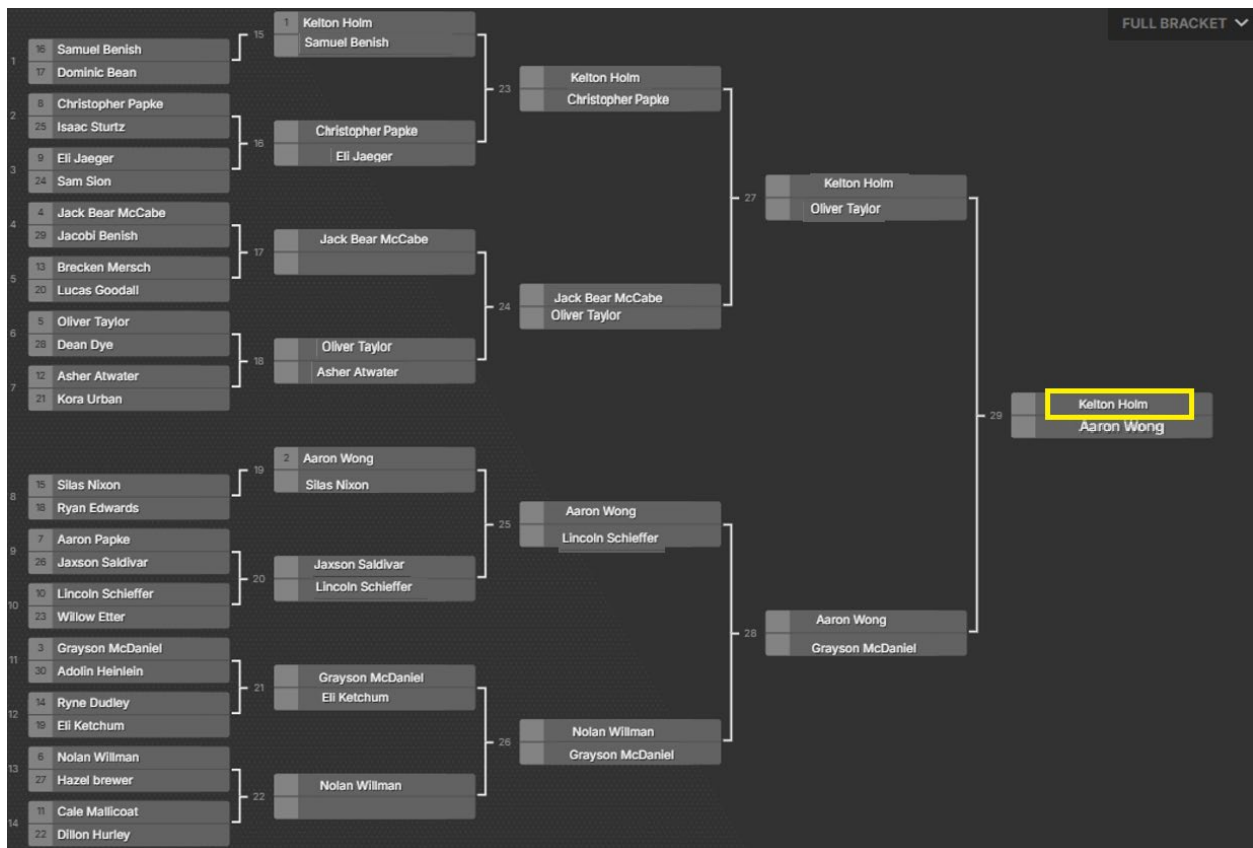 FULL BRACKET
1
16 Samuel Benish
17 Dominic Bean
2
8 Christopher Papke
25 Isaac Sturtz
3
9 Eli Jaeger
24 Sam Sion
4
4 Jack Bear McCabe
29 Jacobi Benish
5
13 Brecken Mersch
20 Lucas Goodall
6
5 Oliver Taylor
28 Dean Dye
7
12 Asher Atwater
21 Kora Urban
8
15 Silas Nixon
18 Ryan Edwards
9
7 Aaron Papke
26 Jaxson Saldivar
10
10 Lincoln Schieffer
23 Willow Etter
11
3 Grayson McDaniel
30 Adolin Heinlein
12
14 Ryne Dudley
19 Eli Ketchum
13
6 Nolan Willman
27 Hazel brewer
14
11 Cale Mallicoat
22 Dillon Hurley
15
1 Kelton Holm
Samuel Benish
16
Christopher Papke
Eli Jaeger
17
Jack Bear McCabe
18
Oliver Taylor
Asher Atwater
19
2 Aaron Wong
Silas Nixon
20
Jaxson Saldivar
Lincoln Schieffer
21
Grayson McDaniel
Eli Ketchum
22
Nolan Willman
23
Kelton Holm
Christopher Papke
24
Jack Bear McCabe
Oliver Taylor
25
Aaron Wong
Lincoln Schieffer
26
Nolan Willman
Grayson McDaniel
27
Kelton Holm
Oliver Taylor
28
Aaron Wong
Grayson McDaniel
29
Kelton Holm
Aaron Wong